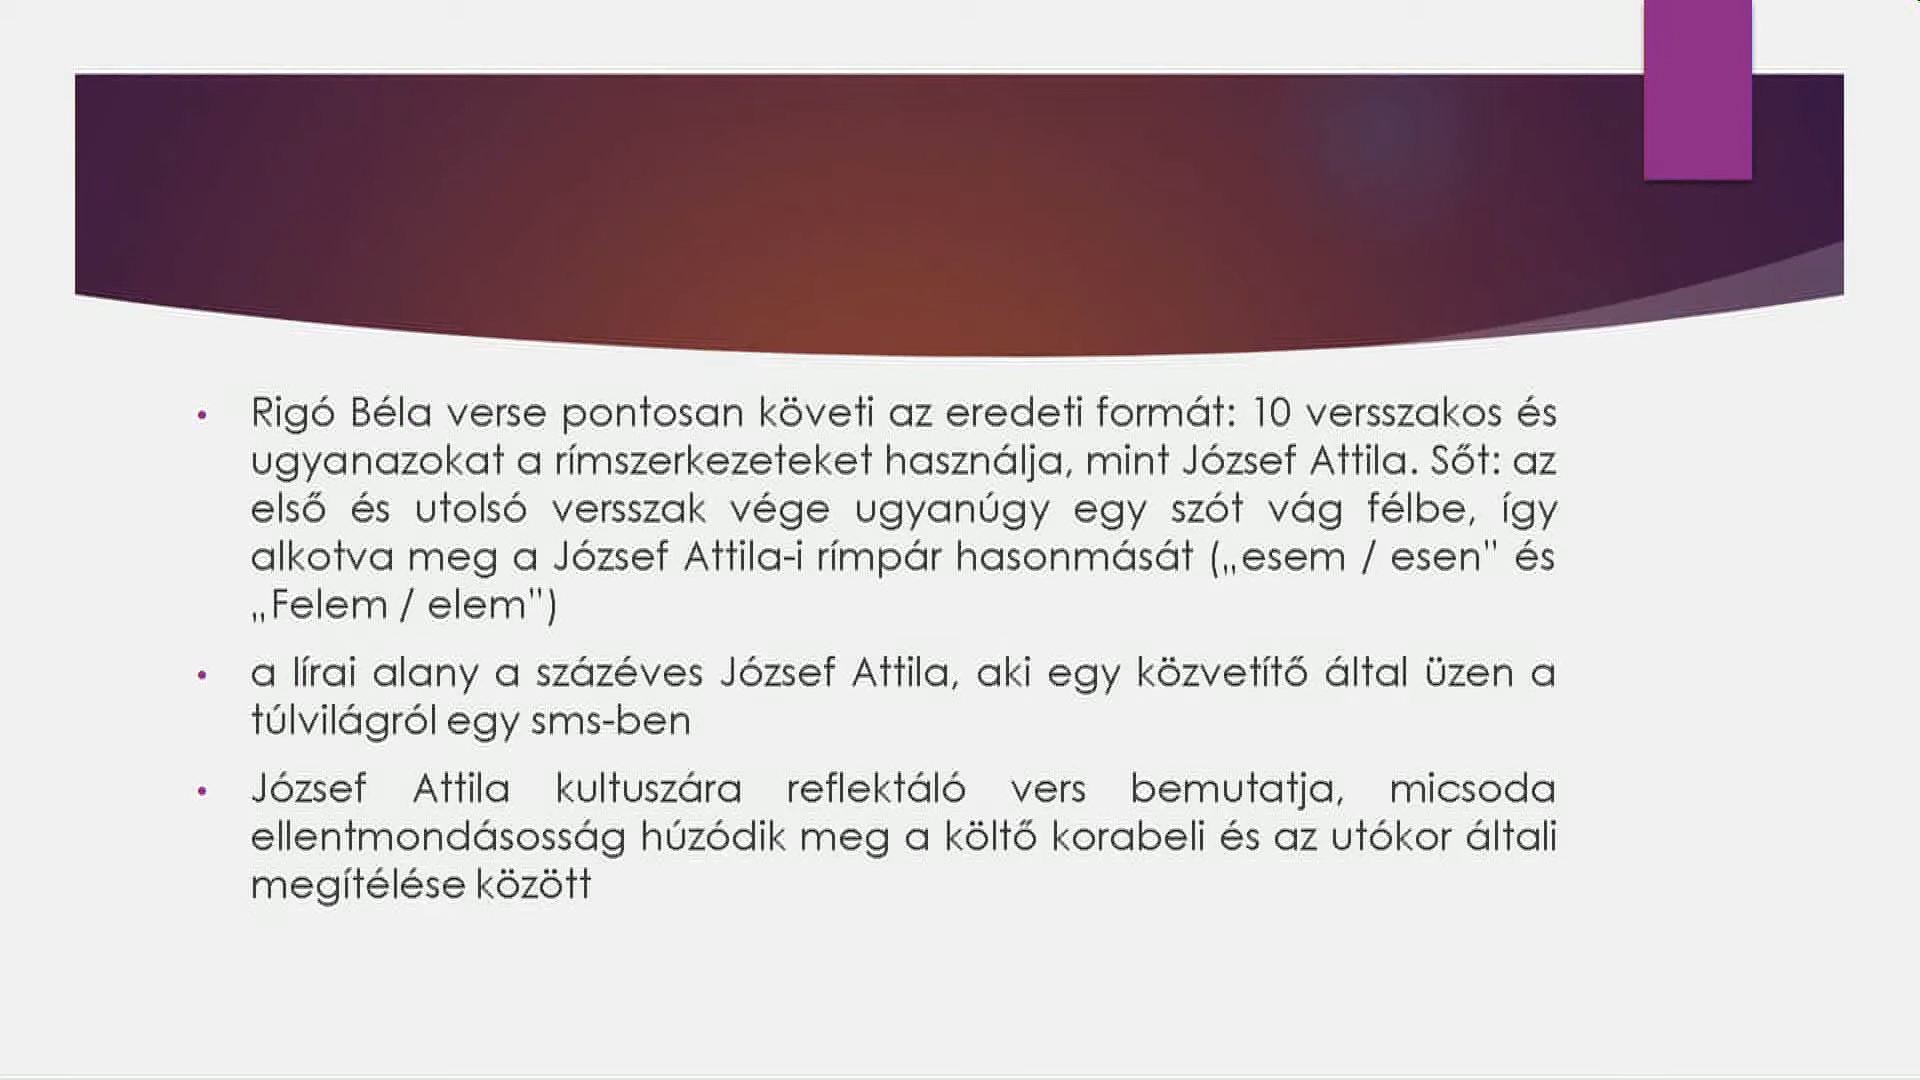 • Rigó Béla verse pontosan követi az eredeti formát: 10 versszakos és
ugyanazokat a rímszerkezeteket használja, mint József Attila. Sőt: az
első és utolsó versszak vége ugyanúgy egy szót vág félbe, így
alkotva meg a József Attila-i rímpár hasonmását („esem / esen" és
„Felem / elem")
• a lírai alany a százéves József Attila, aki egy közvetítő által üzen a
túlvilágról egy sms-ben
• József Attila kultuszára reflektáló vers bemutatja, micsoda
ellentmondásosság húzódik meg a költő korabeli és az utókor általi
megítélése között